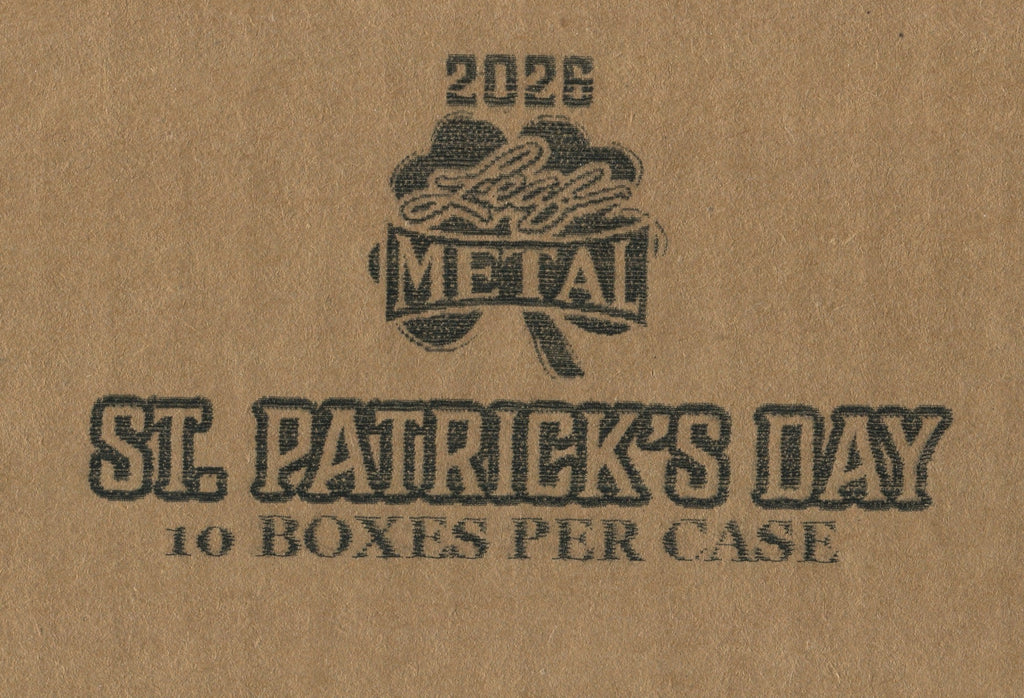 2026
Leaf
METAL
ST. PATRICK'S DAY
10 BOXES PER CASE